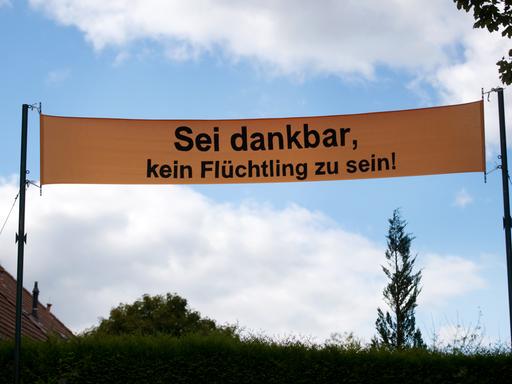 Sei dankbar,
kein Flüchtling zu sein!